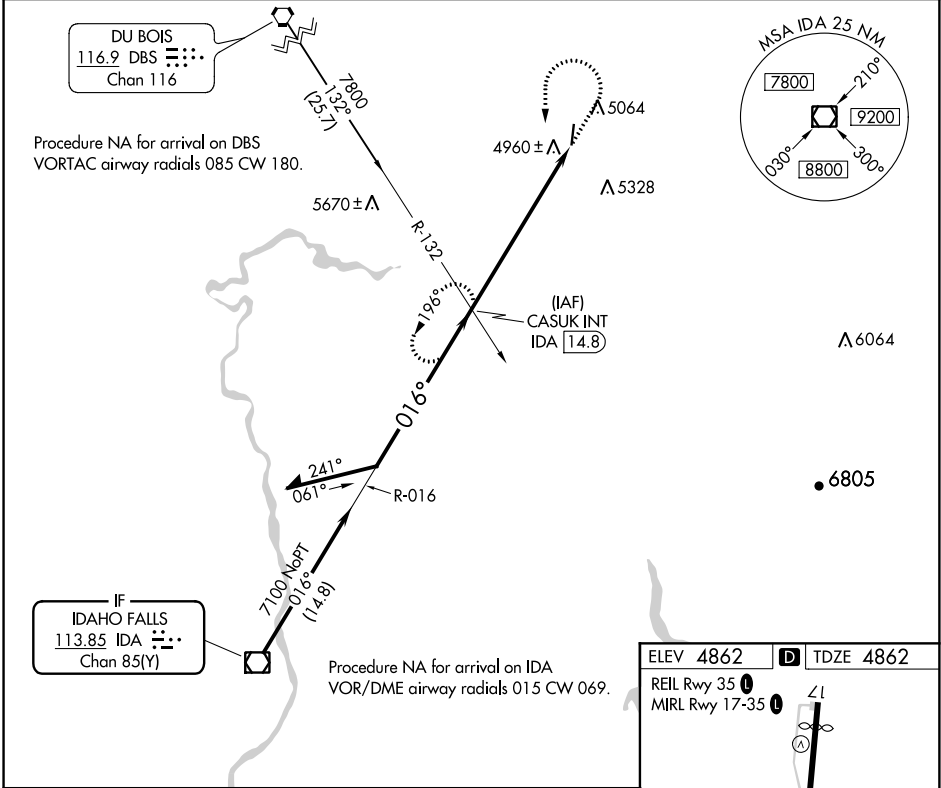 DU BOIS
116.9 DBS
Chan 116
Procedure NA for arrival on DBS
VORTAC airway radials 085 CW 180.
7800
132°
(25.7)
R-132
5670 ±
4960 ±
5064
5328
MSA IDA 25 NM
7800
210°
9200
030°
8800
300°
196°
(IAF)
CASUK INT
IDA 14.8
6064
6805
016°
241°
061°
R-016
7100 NoPT
016°
(14.8)
IF
IDAHO FALLS
113.85 IDA
Chan 85(Y)
Procedure NA for arrival on IDA
VOR/DME airway radials 015 CW 069.
ELEV 4862 D TDZE 4862
REIL Rwy 35 L
MIRL Rwy 17-35 L
17